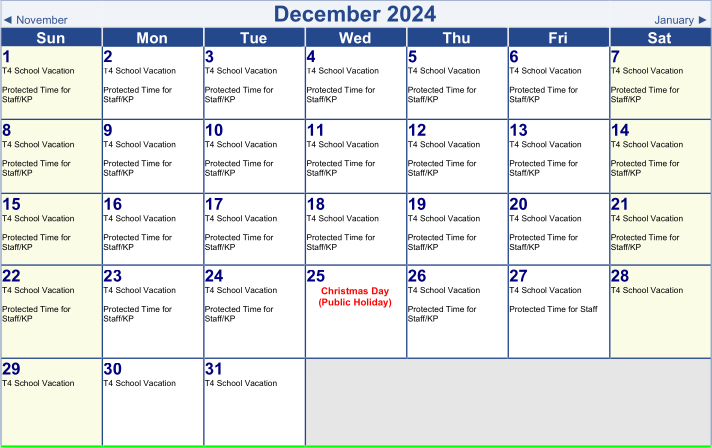 ◄ November
December 2024
January ►
Sun Mon Tue Wed Thu Fri Sat
1
T4 School Vacation
Protected Time for
Staff/KP
2
T4 School Vacation
Protected Time for
Staff/KP
3
T4 School Vacation
Protected Time for
Staff/KP
4
T4 School Vacation
Protected Time for
Staff/KP
5
T4 School Vacation
Protected Time for
Staff/KP
6
T4 School Vacation
Protected Time for
Staff/KP
7
T4 School Vacation
Protected Time for
Staff/KP
8
T4 School Vacation
Protected Time for
Staff/KP
9
T4 School Vacation
Protected Time for
Staff/KP
10
T4 School Vacation
Protected Time for
Staff/KP
11
T4 School Vacation
Protected Time for
Staff/KP
12
T4 School Vacation
Protected Time for
Staff/KP
13
T4 School Vacation
Protected Time for
Staff/KP
14
T4 School Vacation
Protected Time for
Staff/KP
15
T4 School Vacation
Protected Time for
Staff/KP
16
T4 School Vacation
Protected Time for
Staff/KP
17
T4 School Vacation
Protected Time for
Staff/KP
18
T4 School Vacation
Protected Time for
Staff/KP
19
T4 School Vacation
Protected Time for
Staff/KP
20
T4 School Vacation
Protected Time for
Staff/KP
21
T4 School Vacation
Protected Time for
Staff/KP
22
T4 School Vacation
Protected Time for
Staff/KP
23
T4 School Vacation
Protected Time for
Staff/KP
24
T4 School Vacation
Protected Time for
Staff/KP
25
Christmas Day
(Public Holiday)
26
T4 School Vacation
Protected Time for
Staff/KP
27
T4 School Vacation
Protected Time for Staff
28
T4 School Vacation
29
T4 School Vacation
30
T4 School Vacation
31
T4 School Vacation